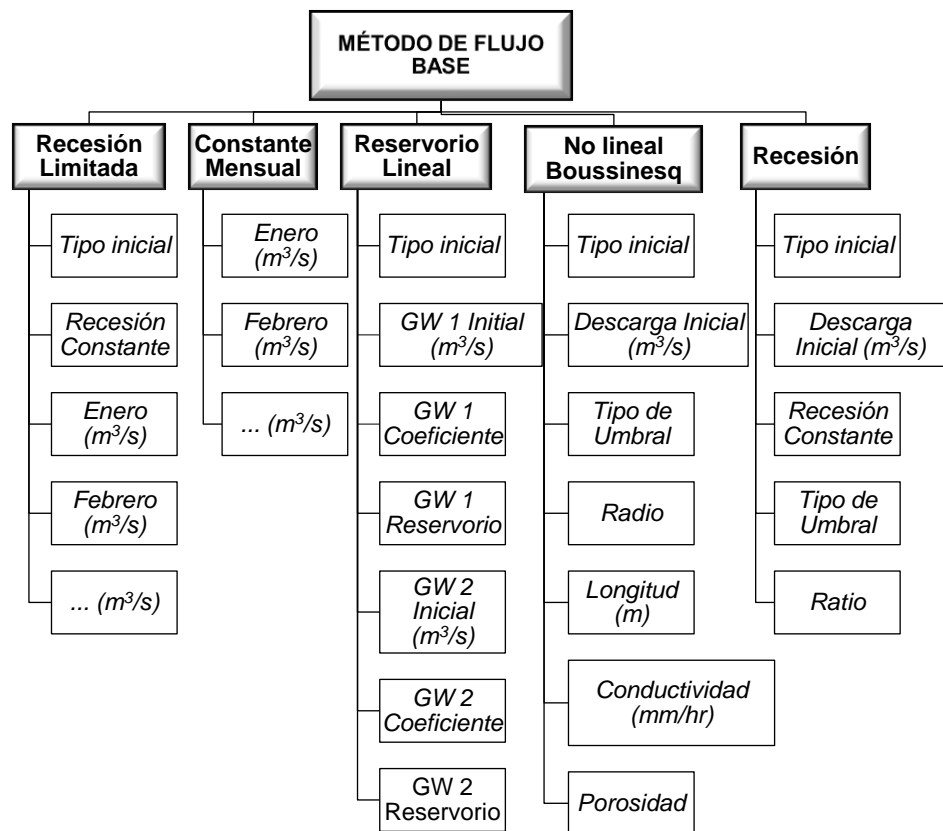 MÉTODO DE FLUJO
BASE
Recesión
Limitada
Tipo inicial
Recesión
Constante
Enero
(m³/s)
Febrero
(m³/s)
... (m³/s)
Constante
Mensual
Enero
(m³/s)
Febrero
(m³/s)
... (m³/s)
Reservorio
Lineal
Tipo inicial
GW 1 Initial
(m³/s)
GW 1
Coeficiente
GW 1
Reservorio
GW 2
Inicial
(m³/s)
GW 2
Coeficiente
GW 2
Reservorio
No lineal
Boussinesq
Tipo inicial
Descarga Inicial
(m³/s)
Tipo de
Umbral
Radio
Longitud
(m)
Conductividad
(mm/hr)
Porosidad
Recesión
Tipo inicial
Descarga
Inicial (m³/s)
Recesión
Constante
Tipo de
Umbral
Ratio